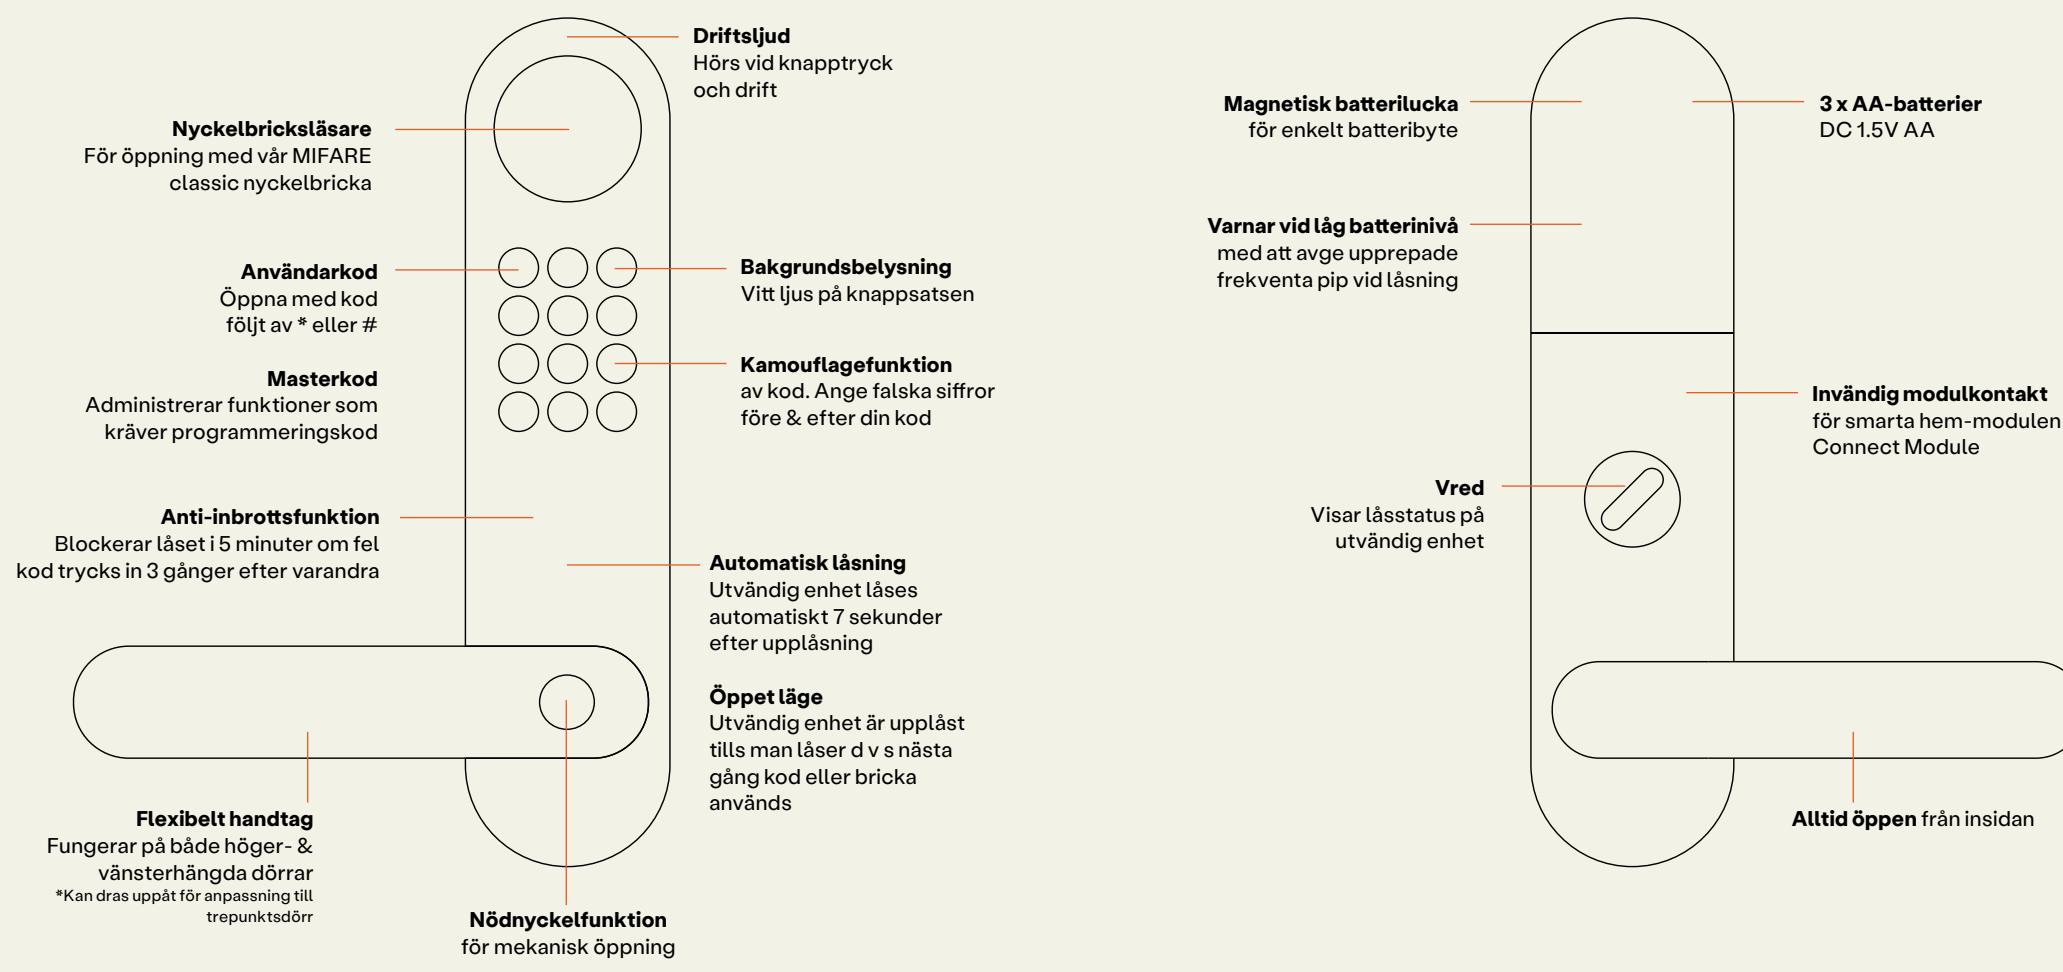 Driftsljud
Hörs vid knapptryck
och drift
Nyckelbricksläsare
För öppning med vår MIFARE
classic nyckelbricka
Användarkod
Öppna med kod
följt av * eller #
Bakgrundsbelysning
Vitt ljus på knappsatsen
Masterkod
Administrerar funktioner som
kräver programmeringskod
Kamouflagefunktion
av kod. Ange falska siffror
före & efter din kod
Anti-inbrottsfunktion
Blockerar låset i 5 minuter om fel
kod trycks in 3 gånger efter varandra
Automatisk låsning
Utvändig enhet låses
automatiskt 7 sekunder
efter upplåsning
Öppet läge
Utvändig enhet är upplåst
tills man låser d v s nästa
gång kod eller bricka
används
Flexibelt handtag
Fungerar på både höger- &
vänsterhängda dörrar
*Kan dras uppåt för anpassning till
trepunktsdörr
Nödnyckelfunktion
för mekanisk öppning
Magnetisk batterilucka
för enkelt batteribyte
3 x AA-batterier
DC 1.5V AA
Varnar vid låg batterinivå
med att avge upprepade
frekventa pip vid låsning
Invändig modulkontakt
för smarta hem-modulen
Connect Module
Vred
Visar låsstatus på
utvändig enhet
Alltid öppen från insidan